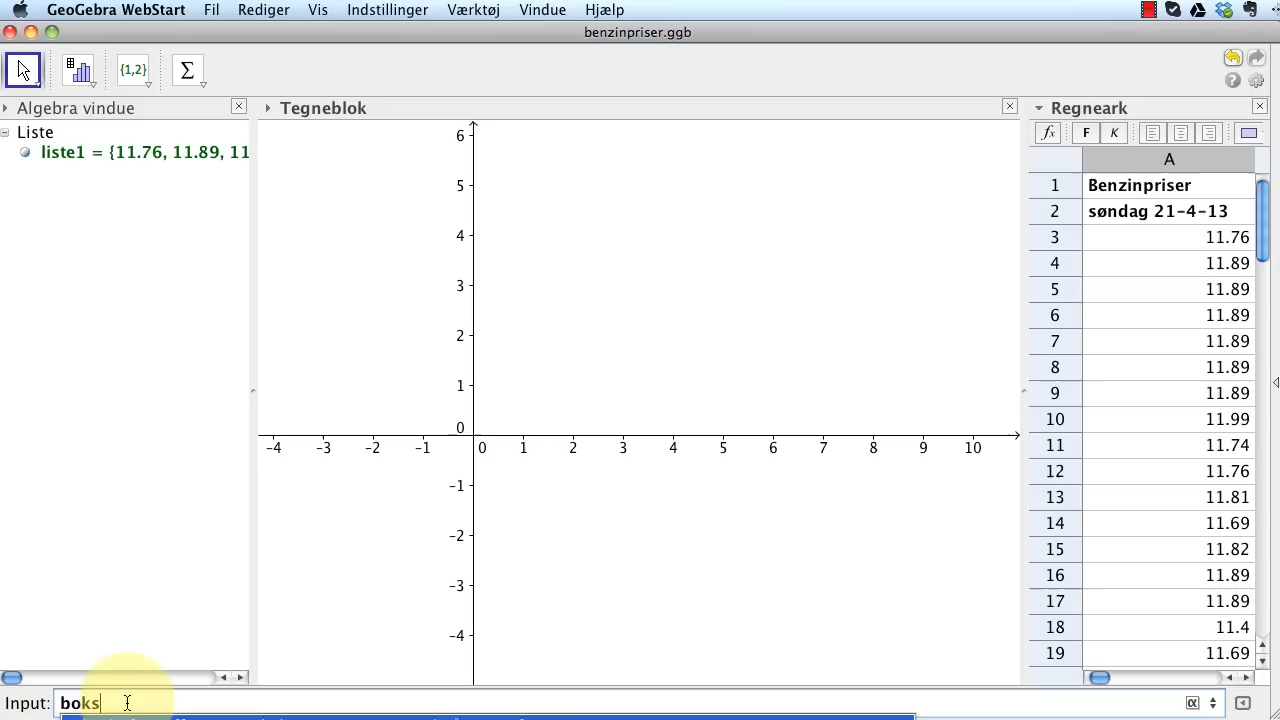 GeoGebra WebStart Fil Rediger Vis Indstillinger Værktøj Vindue Hjælp
benzinpriser.ggb
{1,2} Σ
Algebra vindue
Tegneblok
Regneark
Liste
liste1 = {11.76, 11.89, 11
fx F K
A
1 Benzinpriser
2 søndag 21-4-13
3 11.76
4 11.89
5 11.89
6 11.89
7 11.89
8 11.89
9 11.89
10 11.99
11 11.74
12 11.76
13 11.81
14 11.69
15 11.82
16 11.89
17 11.89
18 11.4
19 11.69
6
5
4
3
2
1
0
-4 -3 -2 -1 0 1 2 3 4 5 6 7 8 9 10
-1
-2
-3
-4
Input: boks α